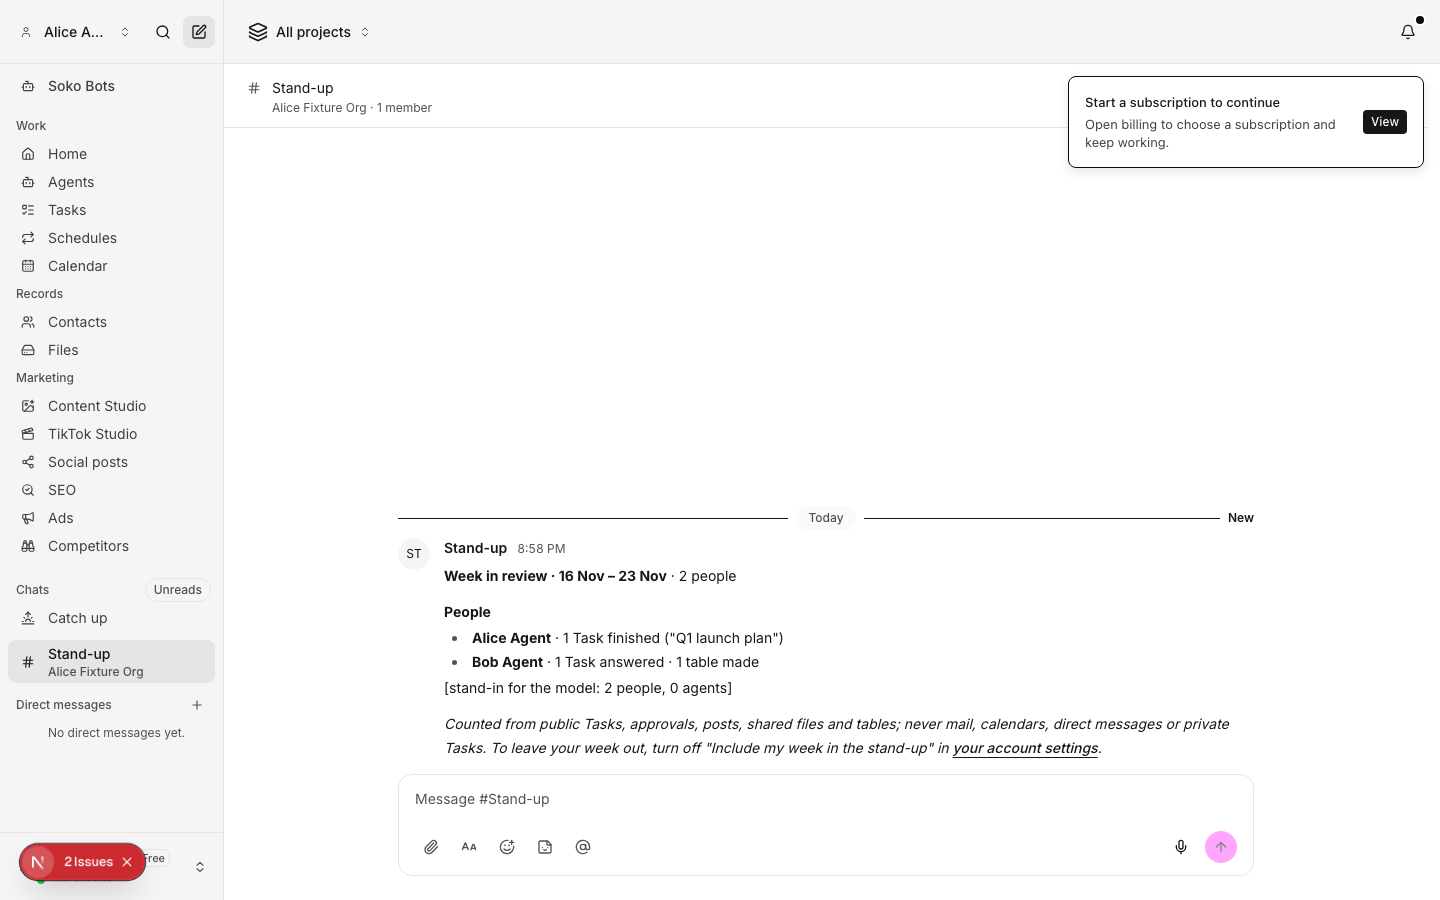 Alice A...
All projects
Soko Bots
Work
Home
Agents
Tasks
Schedules
Calendar
Records
Contacts
Files
Marketing
Content Studio
TikTok Studio
Social posts
SEO
Ads
Competitors
Chats
Unreads
Catch up
Stand-up
Alice Fixture Org
Direct messages
No direct messages yet.
N
2 Issues
Free
Stand-up
Alice Fixture Org · 1 member
Start a subscription to continue
Open billing to choose a subscription and
keep working.
View
Today
New
ST
Stand-up 8:58 PM
Week in review · 16 Nov – 23 Nov · 2 people
People
Alice Agent · 1 Task finished ("Q1 launch plan")
Bob Agent · 1 Task answered · 1 table made
[stand-in for the model: 2 people, 0 agents]
Counted from public Tasks, approvals, posts, shared files and tables; never mail, calendars, direct messages or private
Tasks. To leave your week out, turn off "Include my week in the stand-up" in your account settings.
Message #Stand-up